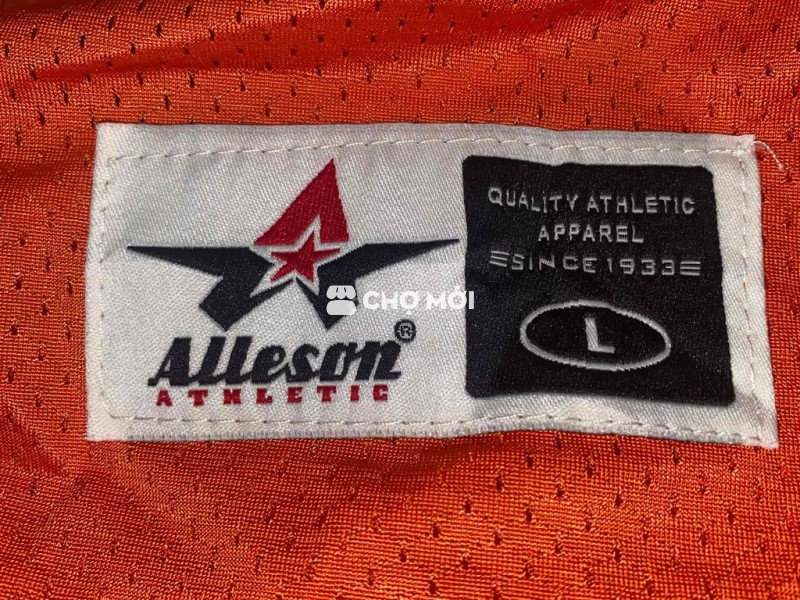 Alleson®
ATHLETIC
QUALITY ATHLETIC
APPAREL
SINCE 1933
L
CHỢ MỚI